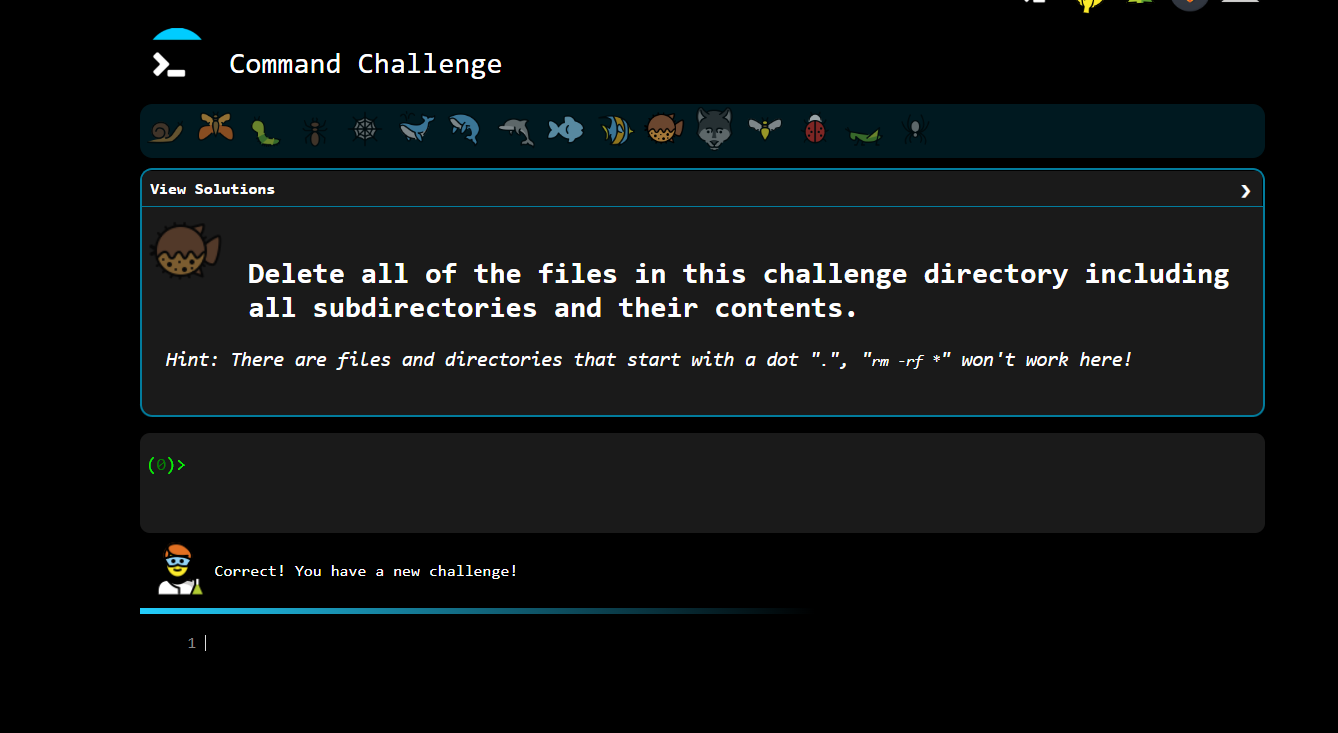 Command Challenge
View Solutions
Delete all of the files in this challenge directory including
all subdirectories and their contents.
Hint: There are files and directories that start with a dot ".", "rm -rf *" won't work here!
(0)>
Correct! You have a new challenge!
1